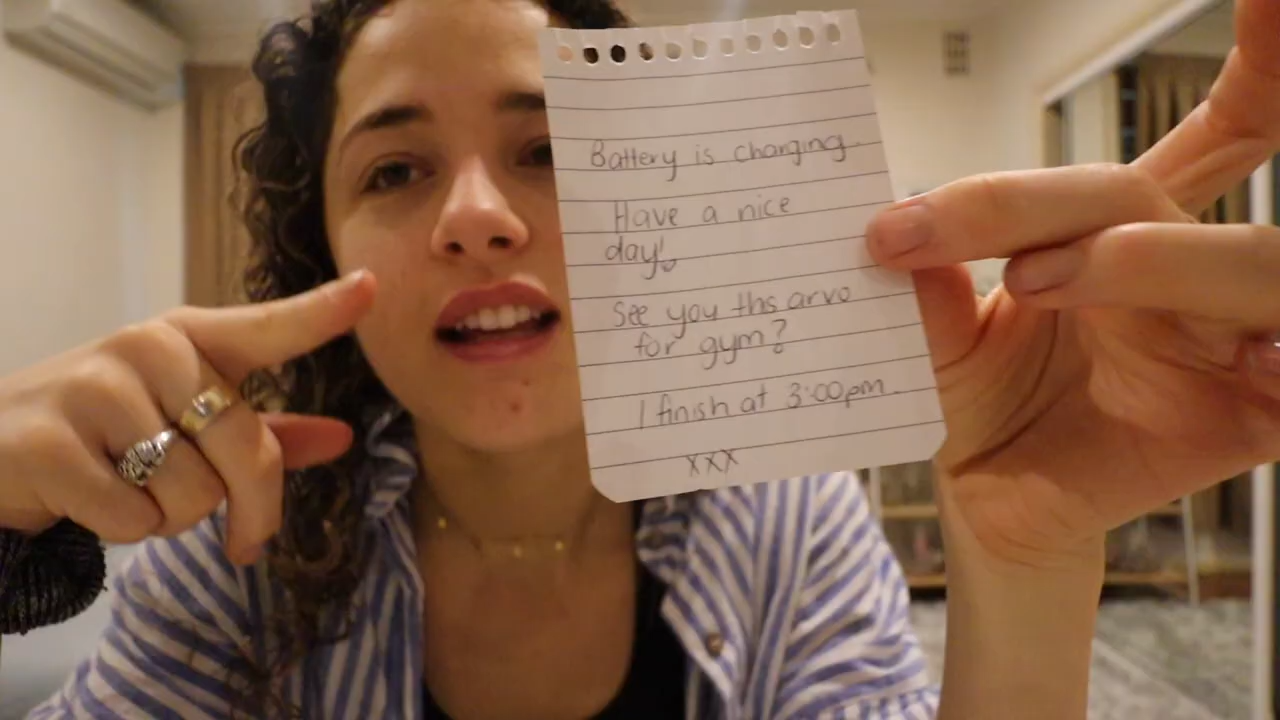 Battery is charging.
Have a nice
day!
See you ths arvo
for gym?
I finish at 3:00pm.
xxx